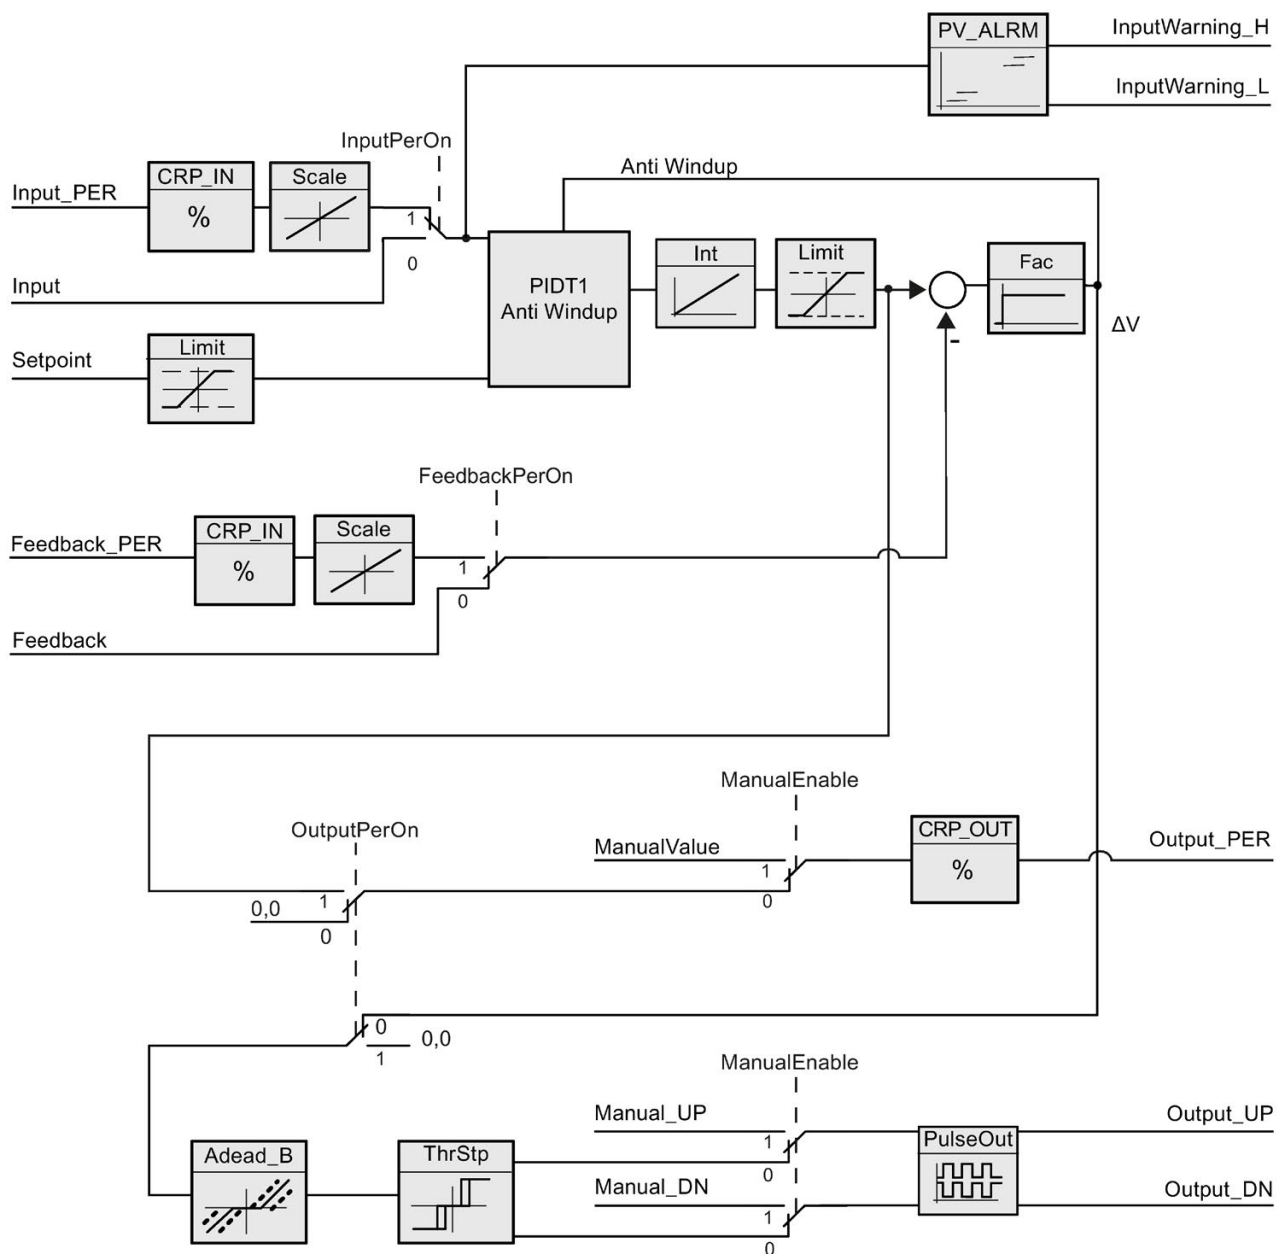 PV_ALRM
InputWarning_H
InputWarning_L
InputPerOn
Anti Windup
Input_PER
CRP_IN
%
Scale
1
0
Input
PIDT1
Anti Windup
Int
Limit
Fac
ΔV
-
Setpoint
Limit
FeedbackPerOn
Feedback_PER
CRP_IN
%
Scale
1
0
Feedback
ManualEnable
OutputPerOn
ManualValue
1
0
CRP_OUT
%
Output_PER
0,0
1
0
0
1
0,0
ManualEnable
Manual_UP
1
0
Output_UP
Adead_B
ThrStp
PulseOut
Manual_DN
1
0
Output_DN